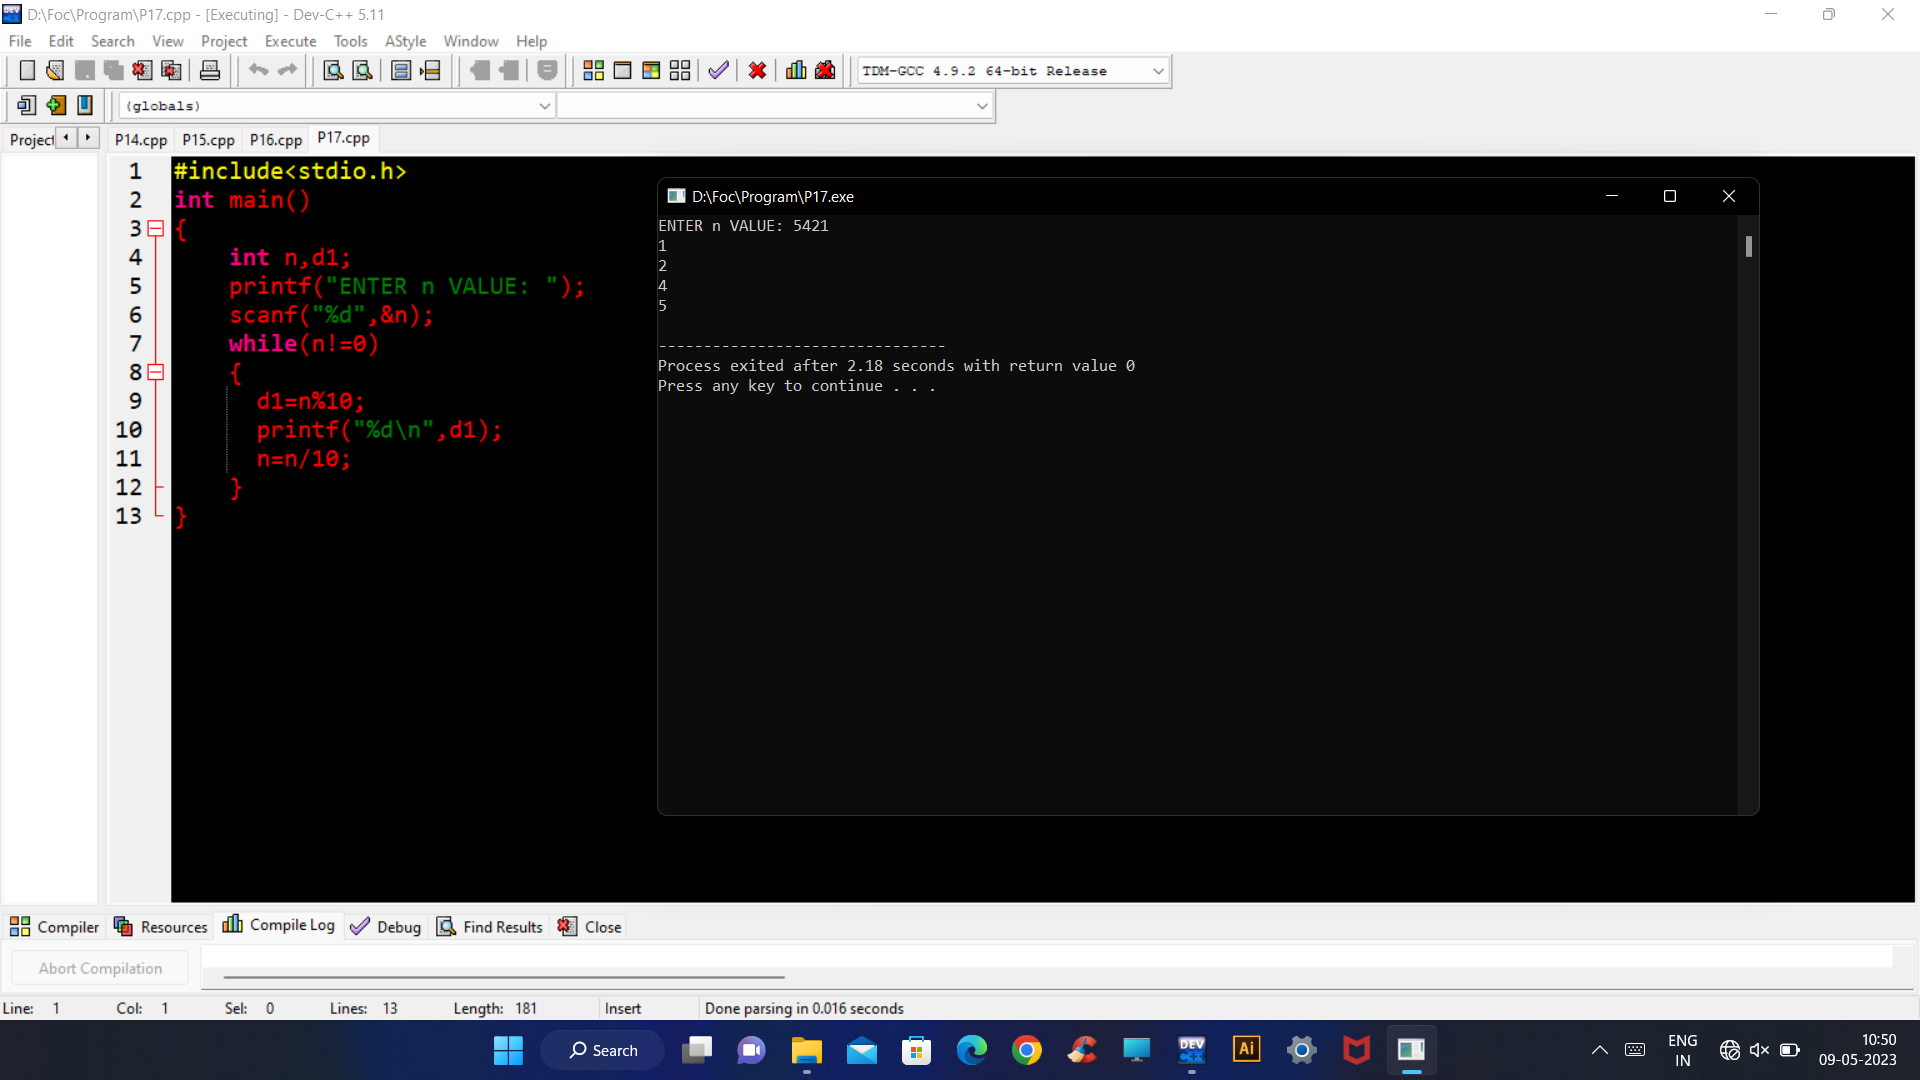 D:\Foc\Program\P17.cpp - [Executing] - Dev-C++ 5.11
File Edit Search View Project Execute Tools AStyle Window Help
TDM-GCC 4.9.2 64-bit Release
(globals)
Project P14.cpp P15.cpp P16.cpp P17.cpp
1 #include<stdio.h>
2 int main()
3 {
4 int n,d1;
5 printf("ENTER n VALUE: ");
6 scanf("%d",&n);
7 while(n!=0)
8 {
9 d1=n%10;
10 printf("%d\n",d1);
11 n=n/10;
12 }
13 }
D:\Foc\Program\P17.exe
ENTER n VALUE: 5421
1
2
4
5
--------------------------------
Process exited after 2.18 seconds with return value 0
Press any key to continue . . .
Compiler Resources Compile Log Debug Find Results Close
Abort Compilation
Line: 1 Col: 1 Sel: 0 Lines: 13 Length: 181 Insert Done parsing in 0.016 seconds
Search
DEV
C++
Ai
ENG
IN
10:50
09-05-2023